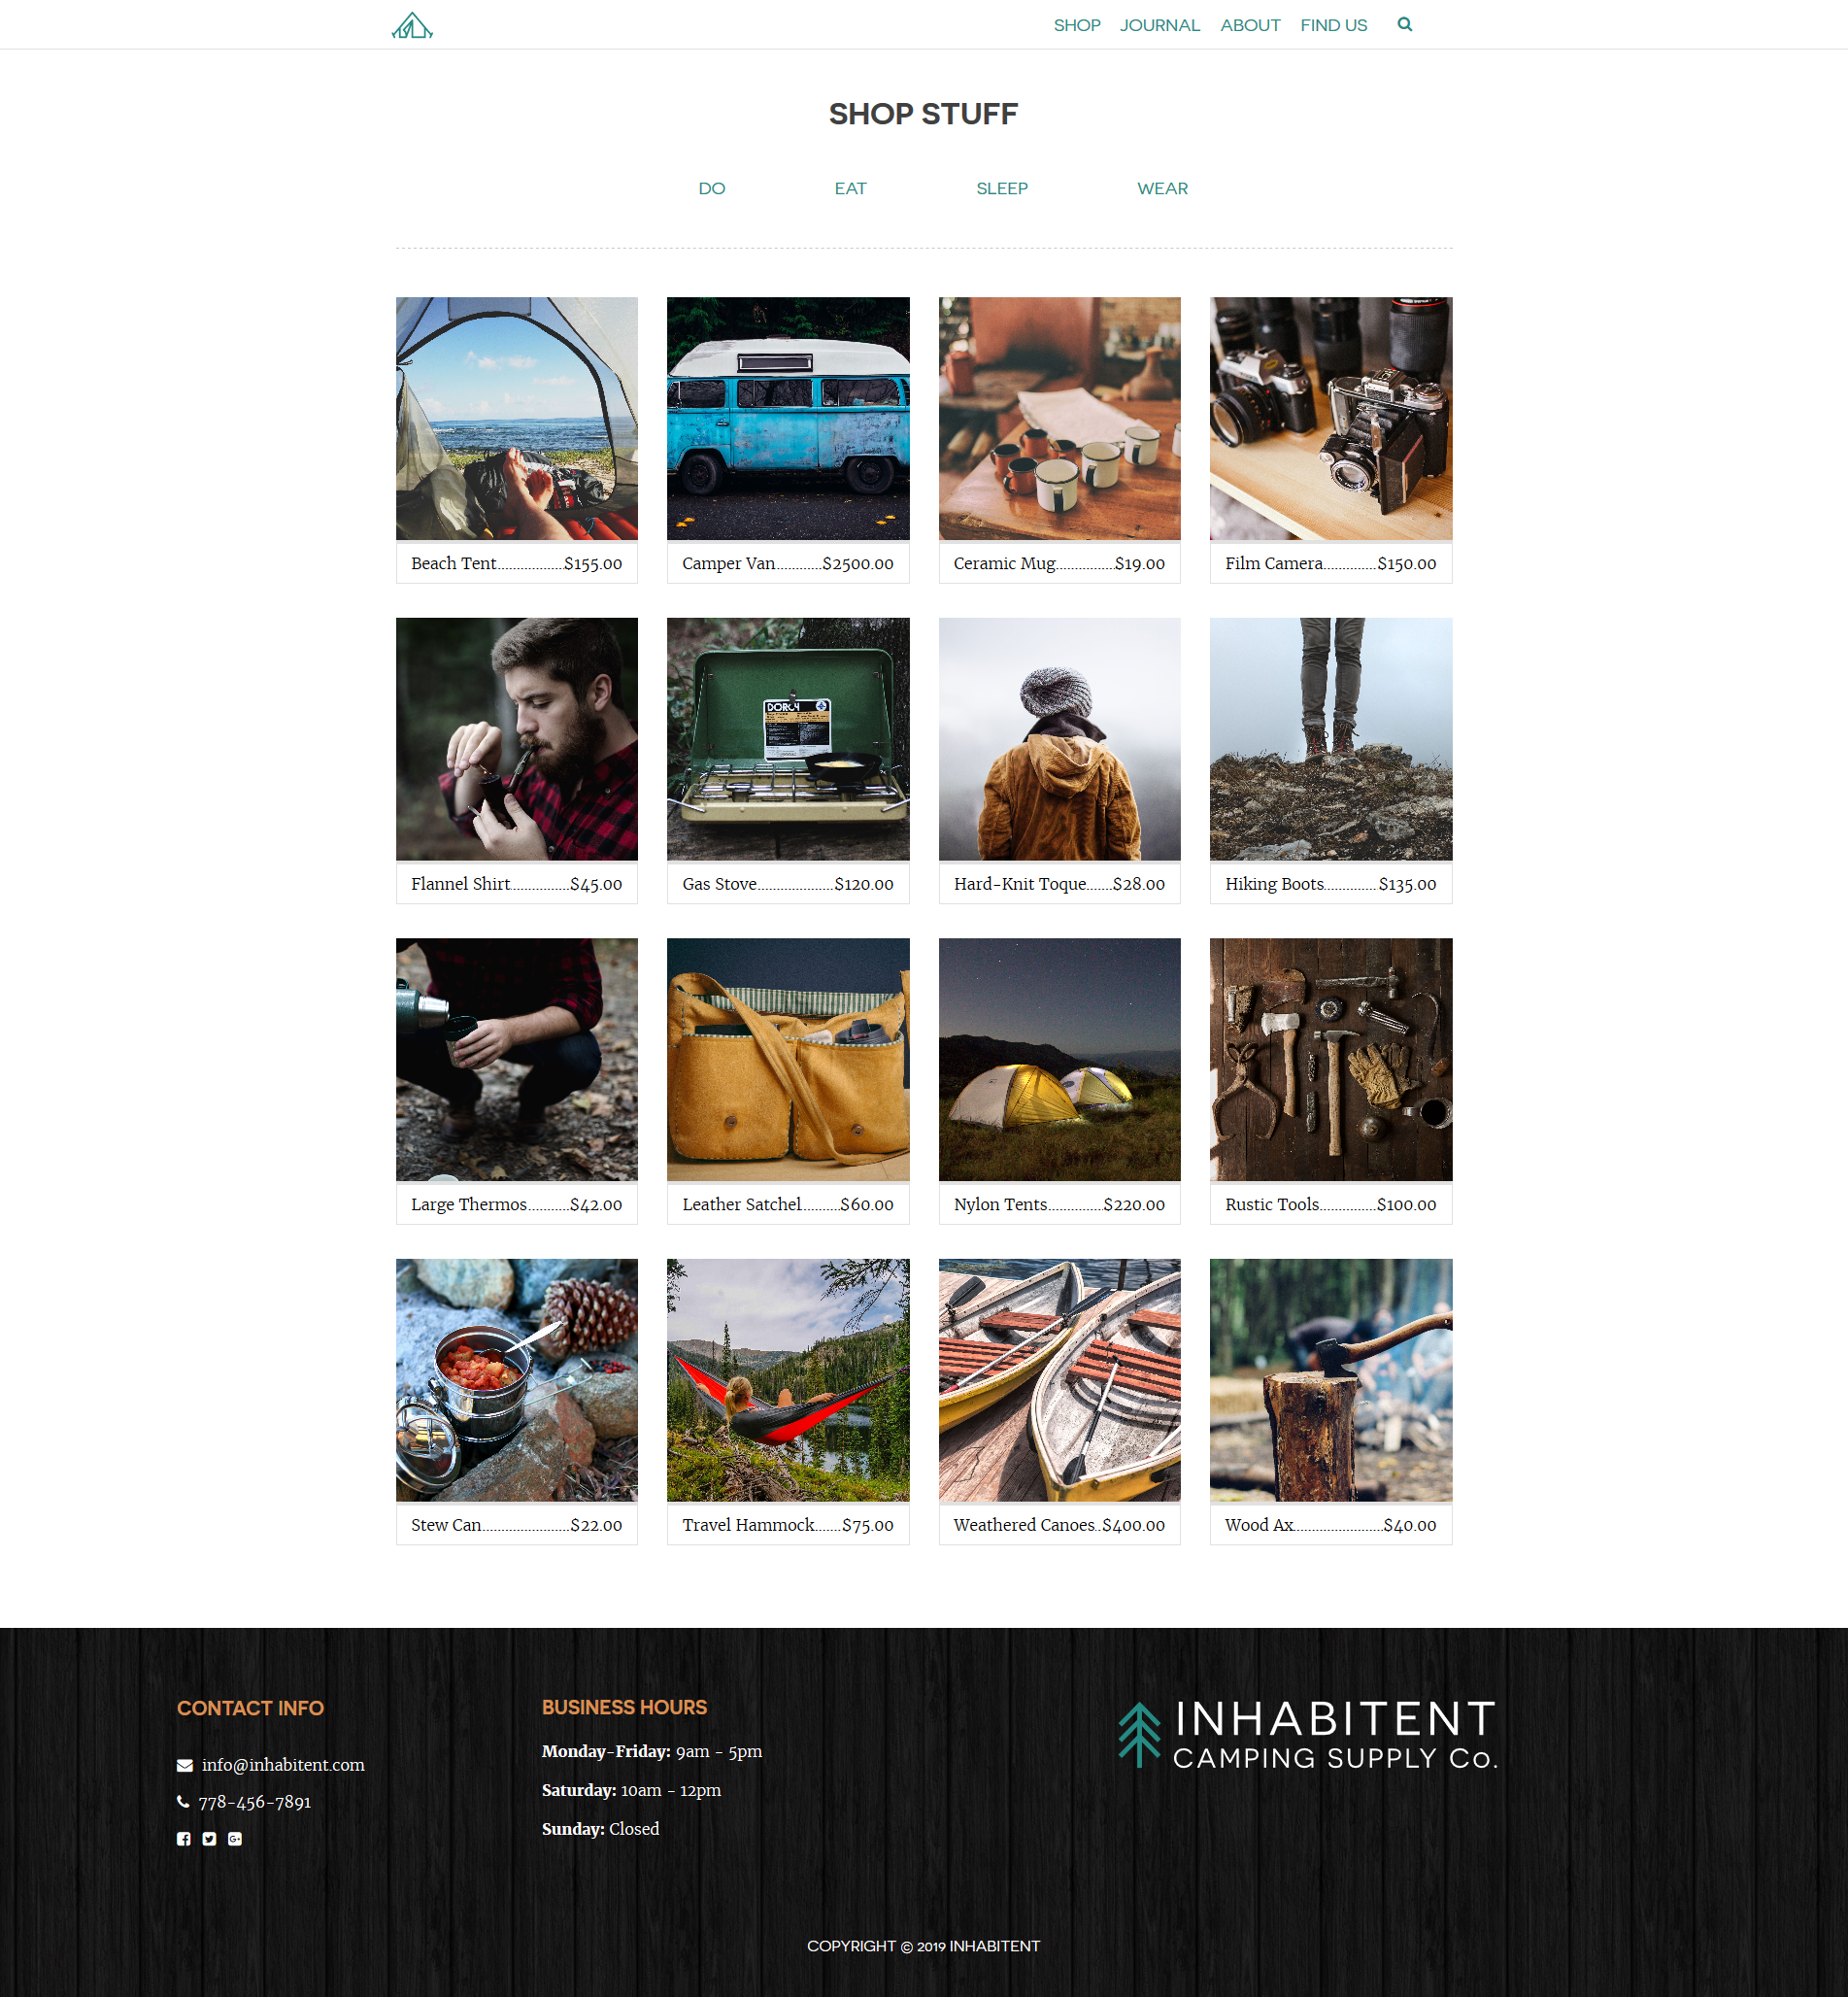 SHOP JOURNAL ABOUT FIND US
SHOP STUFF
DO EAT SLEEP WEAR
Beach Tent.................$155.00
Camper Van............$2500.00
Ceramic Mug...............$19.00
Film Camera..............$150.00
DORCY
Flannel Shirt...............$45.00
Gas Stove....................$120.00
Hard-Knit Toque.......$28.00
Hiking Boots..............$135.00
Large Thermos...........$42.00
Leather Satchel..........$60.00
Nylon Tents..............$220.00
Rustic Tools...............$100.00
Stew Can.......................$22.00
Travel Hammock.......$75.00
Weathered Canoes..$400.00
Wood Ax.......................$40.00
CONTACT INFO
info@inhabitent.com
778-456-7891
BUSINESS HOURS
Monday-Friday: 9am - 5pm
Saturday: 10am - 12pm
Sunday: Closed
INHABITENT
CAMPING SUPPLY Co.
COPYRIGHT © 2019 INHABITENT